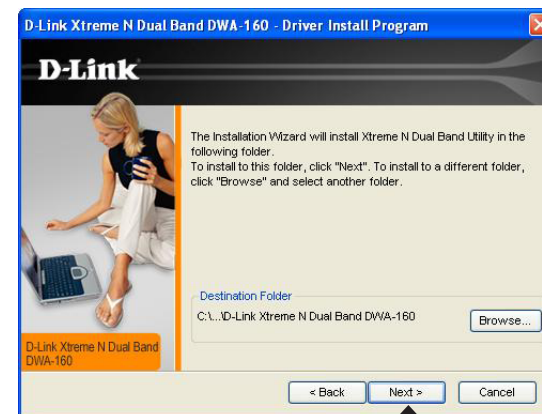 D-Link Xtreme N Dual Band DWA-160 - Driver Install Program
D-Link
The Installation Wizard will install Xtreme N Dual Band Utility in the
following folder.
To install to this folder, click "Next". To install to a different folder,
click "Browse" and select another folder.
Destination Folder
C:\...\D-Link Xtreme N Dual Band DWA-160
Browse...
D-Link Xtreme N Dual Band
DWA-160
< Back
Next >
Cancel